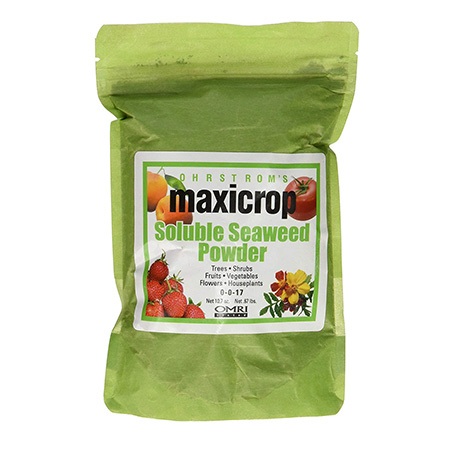 OHRSTROM'S
maxicrop
Soluble Seaweed
Powder
Trees • Shrubs
Fruits • Vegetables
Flowers • Houseplants
0-0-17
Net 10.7 oz. Net .67 lbs.
OMRI